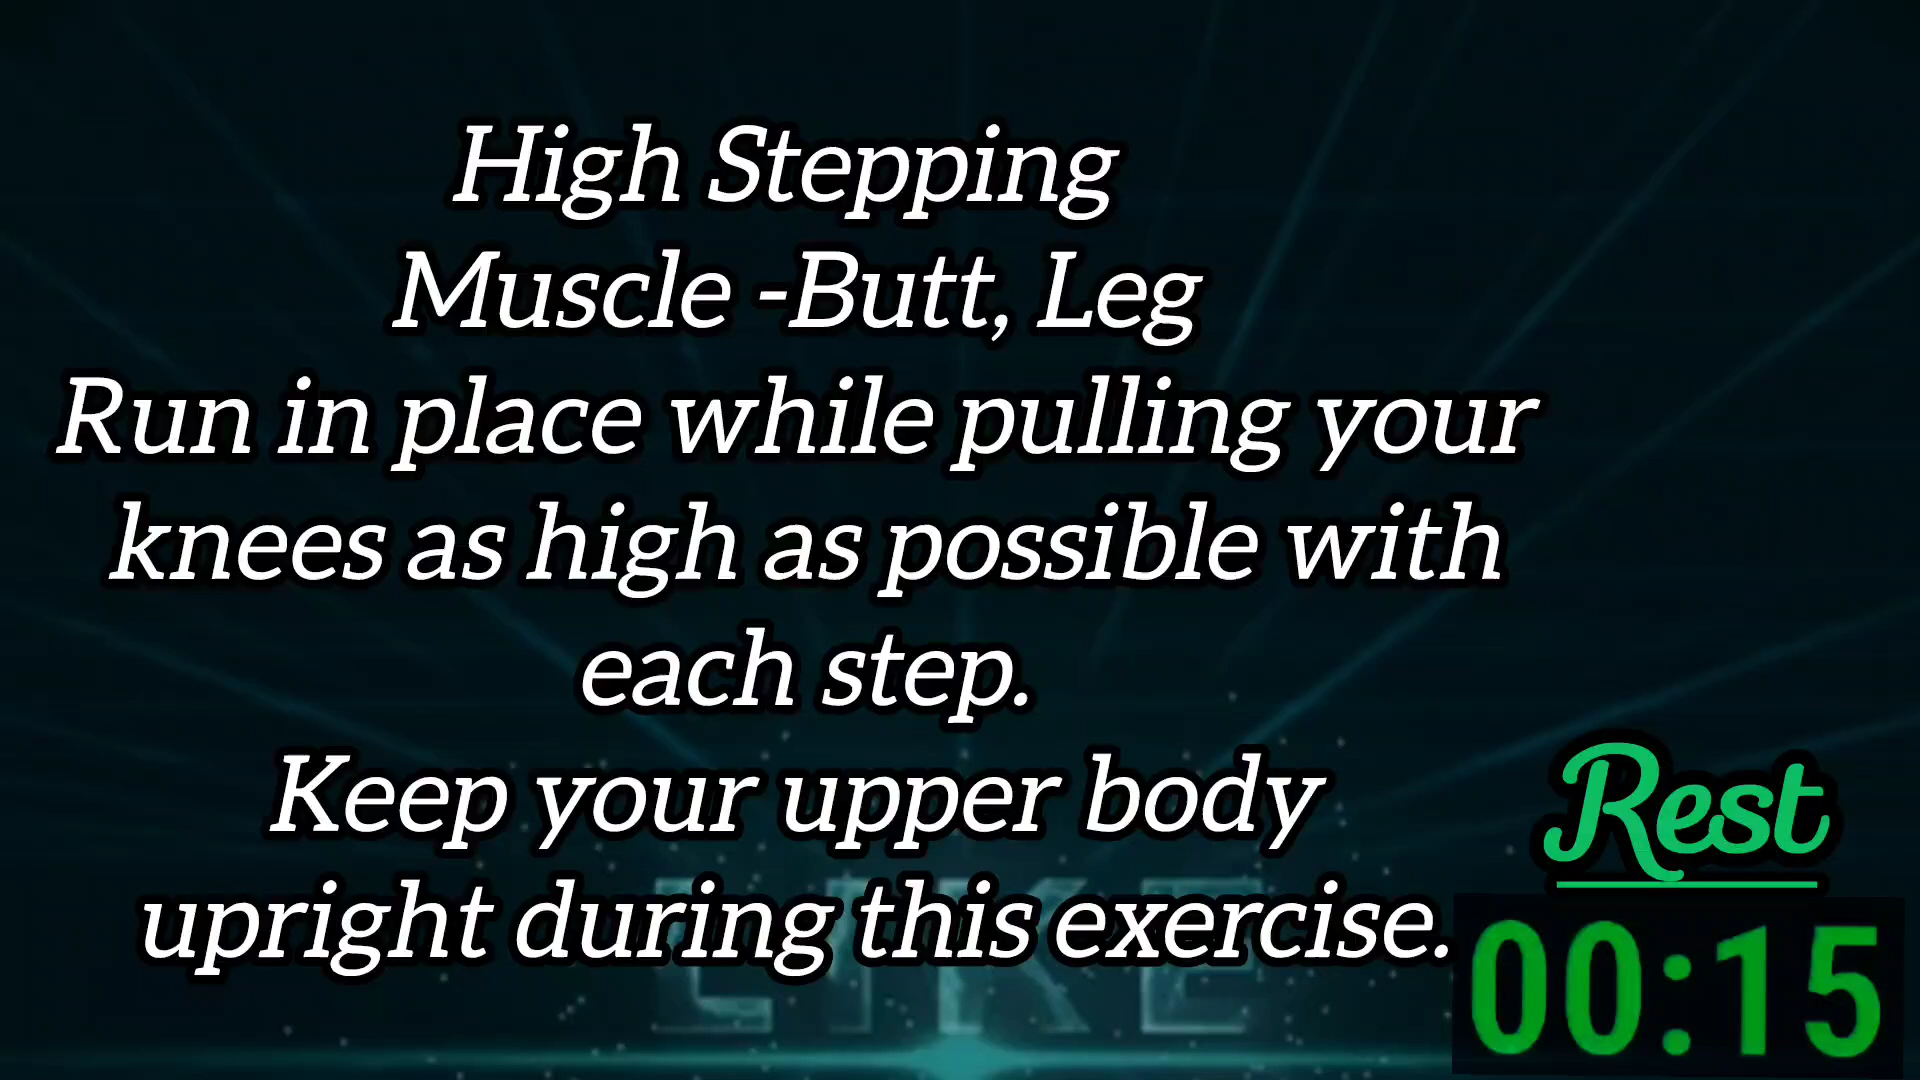 High Stepping
Muscle -Butt, Leg
Run in place while pulling your
knees as high as possible with
each step.
Keep your upper body
upright during this exercise.
Rest
00:15
LIKE